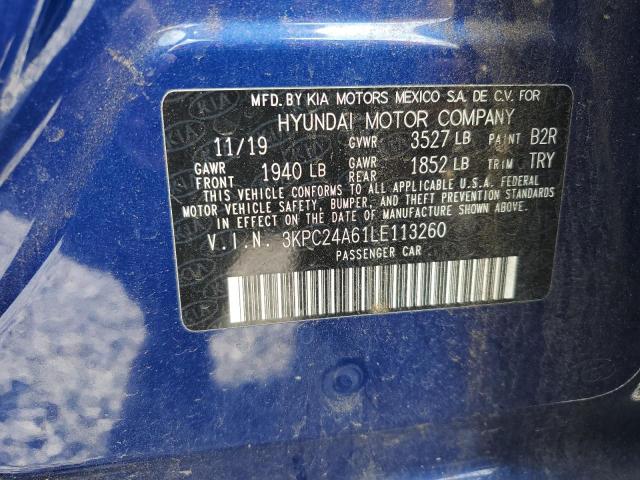 MFD. BY KIA MOTORS MEXICO S.A. DE C.V. FOR
HYUNDAI MOTOR COMPANY
11/19 GVWR 3527 LB PAINT B2R
GAWR FRONT 1940 LB GAWR REAR 1852 LB TRIM TRY
THIS VEHICLE CONFORMS TO ALL APPLICABLE U.S.A. FEDERAL
MOTOR VEHICLE SAFETY, BUMPER, AND THEFT PREVENTION STANDARDS
IN EFFECT ON THE DATE OF MANUFACTURE SHOWN ABOVE.
V.I.N. 3KPC24A61LE113260
PASSENGER CAR